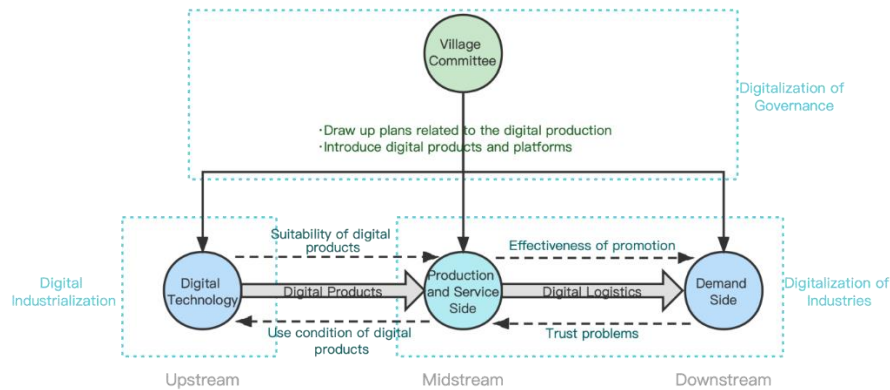 Village
Committee
Digitalization of
Governance
·Draw up plans related to the digital production
·Introduce digital products and platforms
Suitability of digital
products
Effectiveness of promotion
Digital
Industrialization
Digital
Technology
Digital Products
Production
and Service
Side
Digital Logistics
Demand
Side
Digitalization of
Industries
Use condition of digital
products
Trust problems
Upstream
Midstream
Downstream